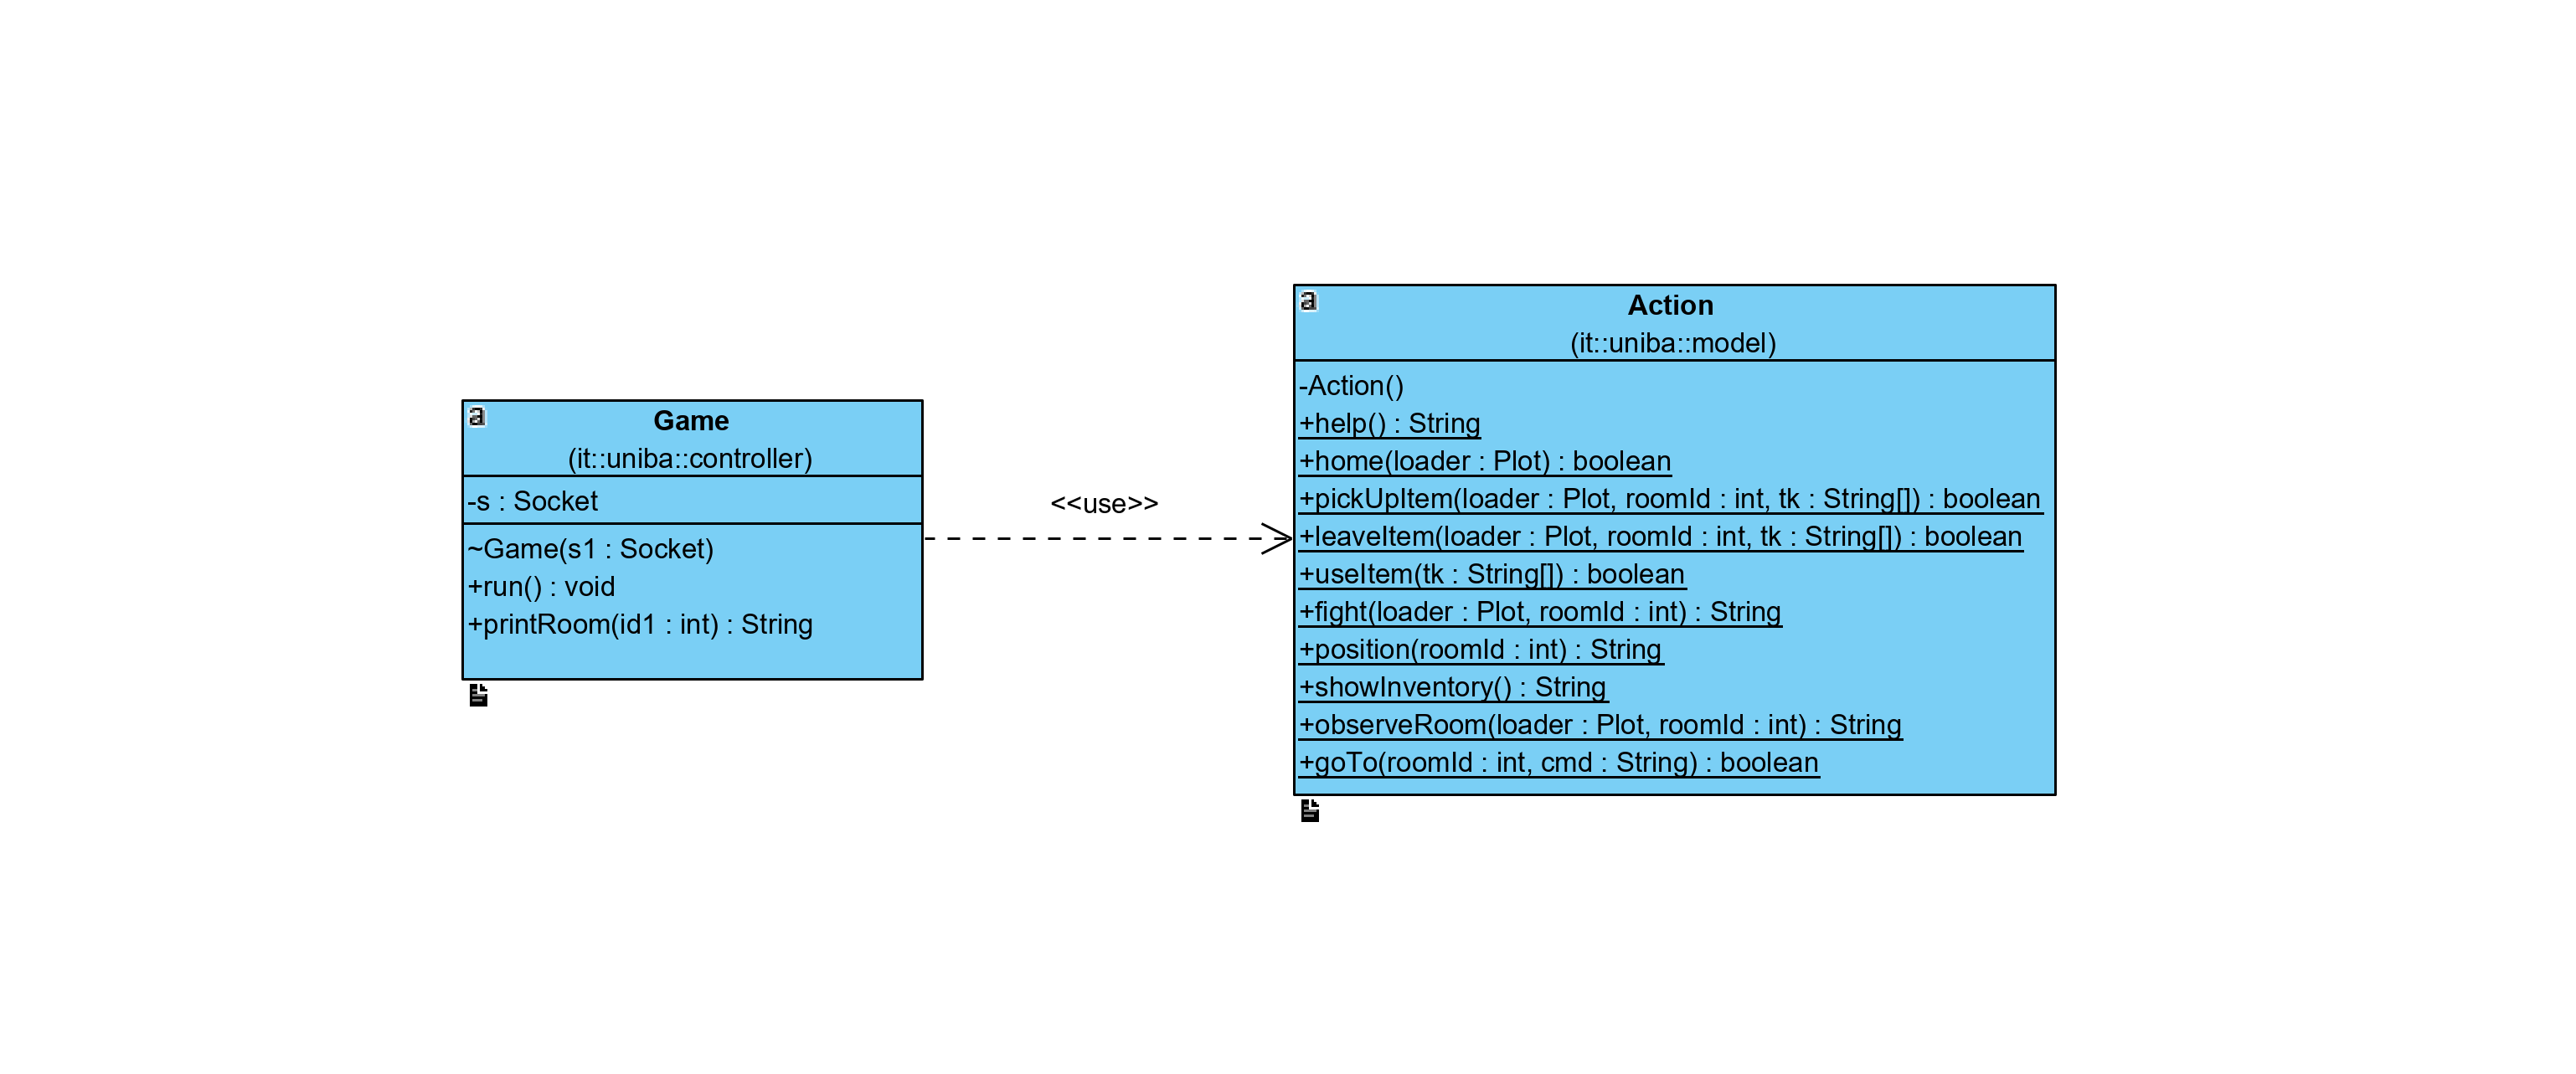 Game
(it::uniba::controller)
-s : Socket
~Game(s1 : Socket)
+run() : void
+printRoom(id1 : int) : String
<<use>>
Action
(it::uniba::model)
-Action()
+help() : String
+home(loader : Plot) : boolean
+pickUpItem(loader : Plot, roomId : int, tk : String[]) : boolean
+leaveItem(loader : Plot, roomId : int, tk : String[]) : boolean
+useItem(tk : String[]) : boolean
+fight(loader : Plot, roomId : int) : String
+position(roomId : int) : String
+showInventory() : String
+observeRoom(loader : Plot, roomId : int) : String
+goTo(roomId : int, cmd : String) : boolean